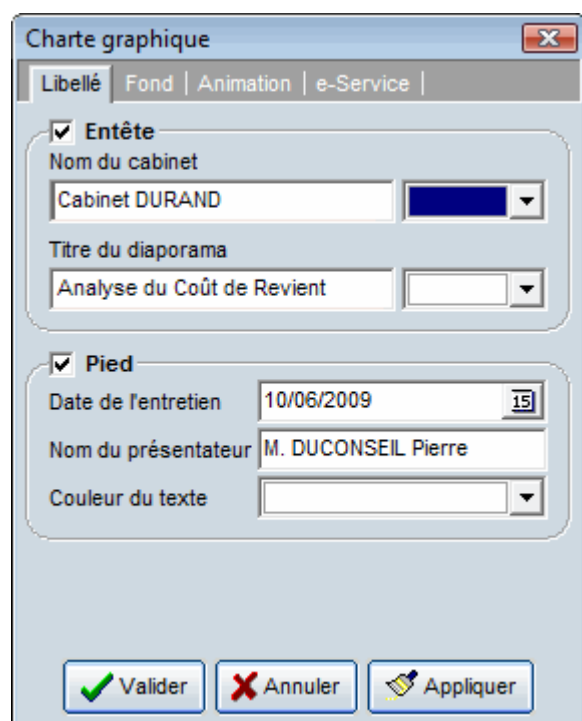 Charte graphique
Libellé Fond | Animation | e-Service |
Entête
Nom du cabinet
Cabinet DURAND
Titre du diaporama
Analyse du Coût de Revient
Pied
Date de l'entretien 10/06/2009 15
Nom du présentateur M. DUCONSEIL Pierre
Couleur du texte
Valider Annuler Appliquer